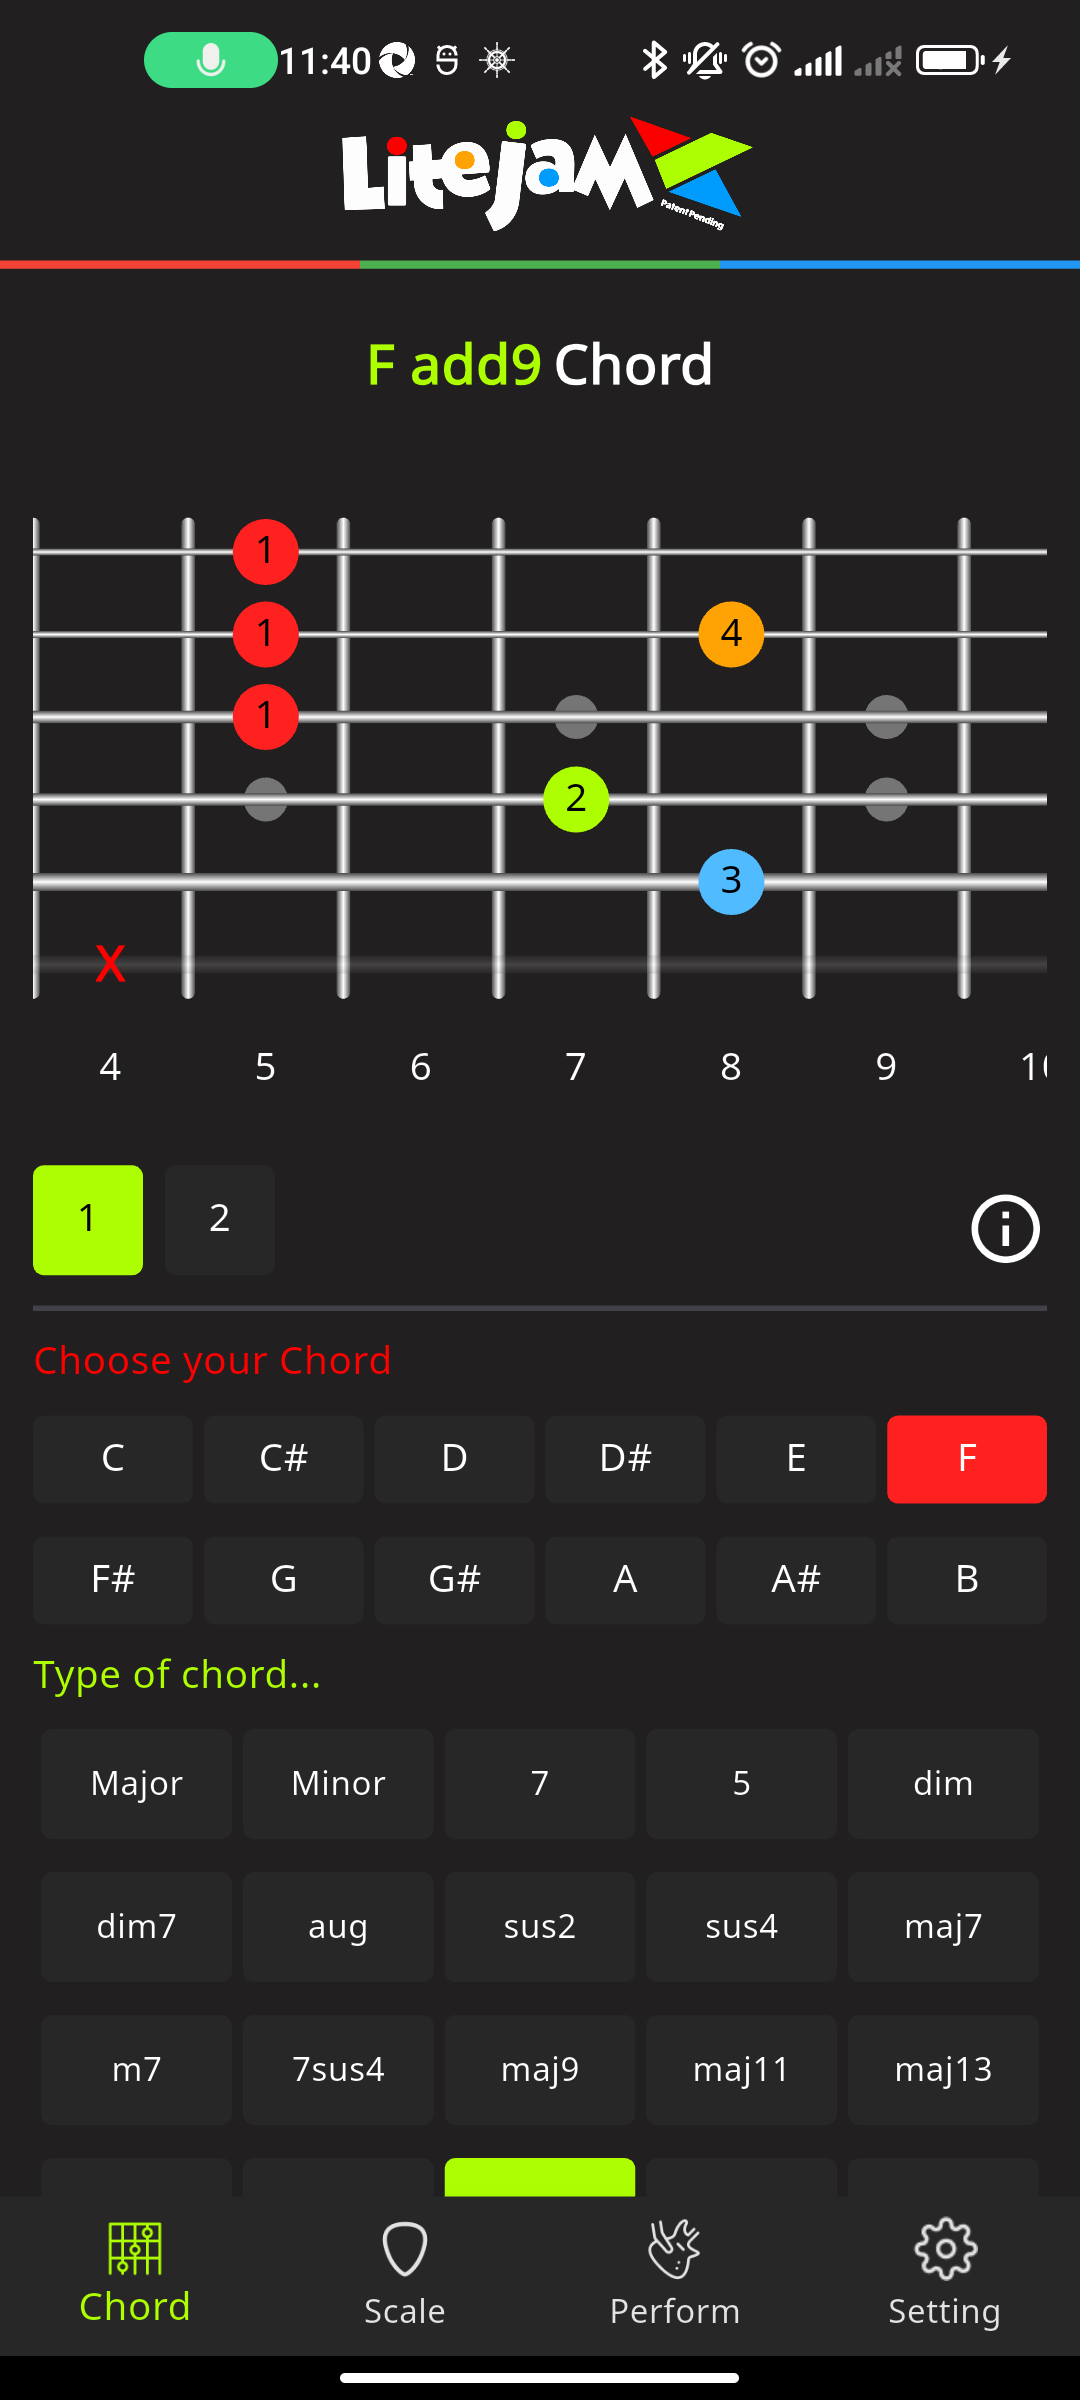 11:40
Litejam
Patent Pending
F add9 Chord
1
1 4
1
2
3
X
4 5 6 7 8 9
1 2
Choose your Chord
C C# D D# E F
F# G G# A A# B
Type of chord...
Major Minor 7 5 dim
dim7 aug sus2 sus4 maj7
m7 7sus4 maj9 maj11 maj13
Chord Scale Perform Setting